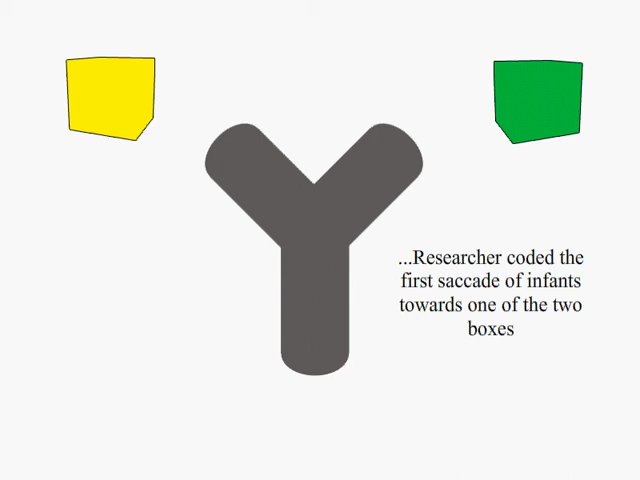 ...Researcher coded the
first saccade of infants
towards one of the two
boxes